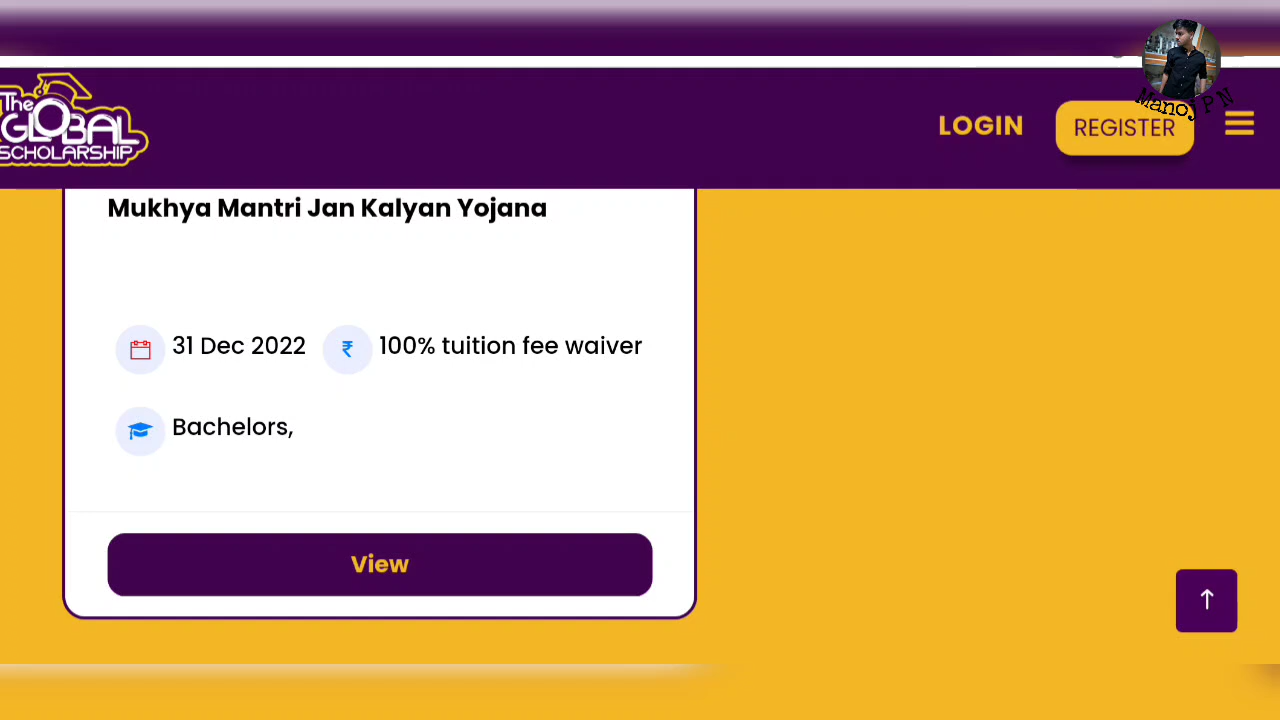 The
GLOBAL
SCHOLARSHIP
LOGIN
REGISTER
Manoj P N
Mukhya Mantri Jan Kalyan Yojana
31 Dec 2022
100% tuition fee waiver
Bachelors,
View